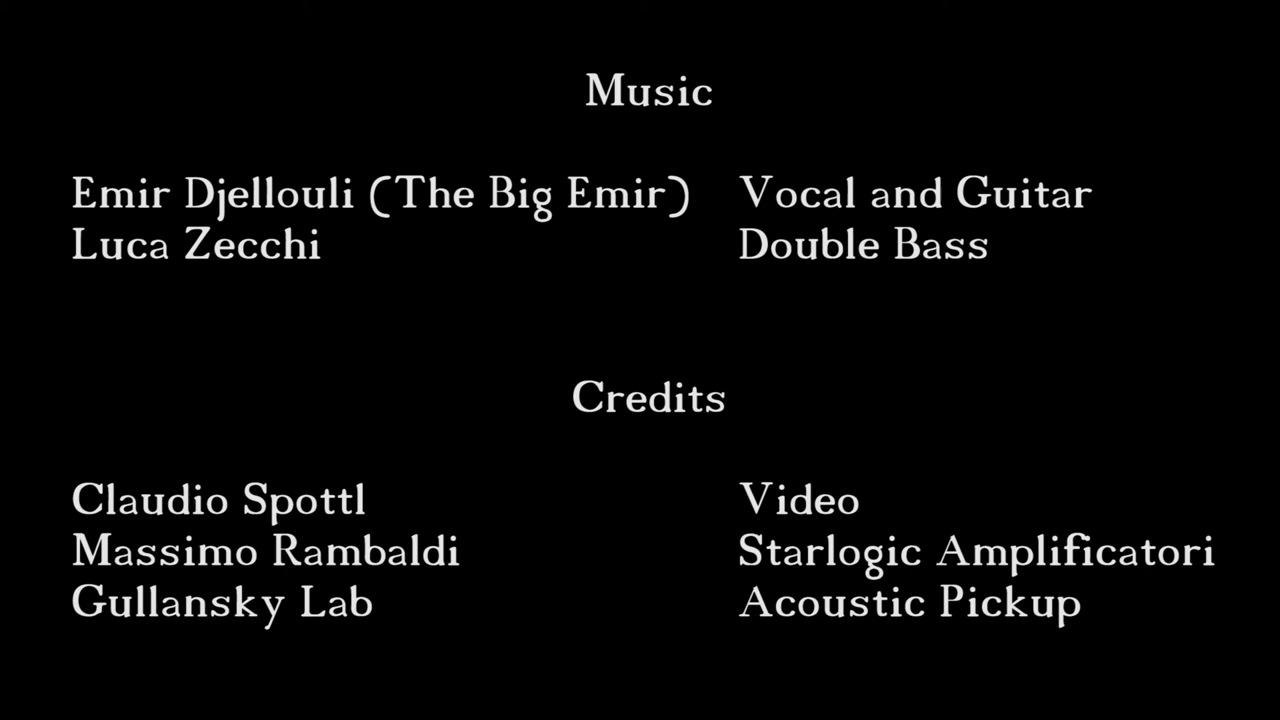 Music
Emir Djellouli (The Big Emir) Vocal and Guitar
Luca Zecchi Double Bass
Credits
Claudio Spottl Video
Massimo Rambaldi Starlogic Amplificatori
Gullansky Lab Acoustic Pickup